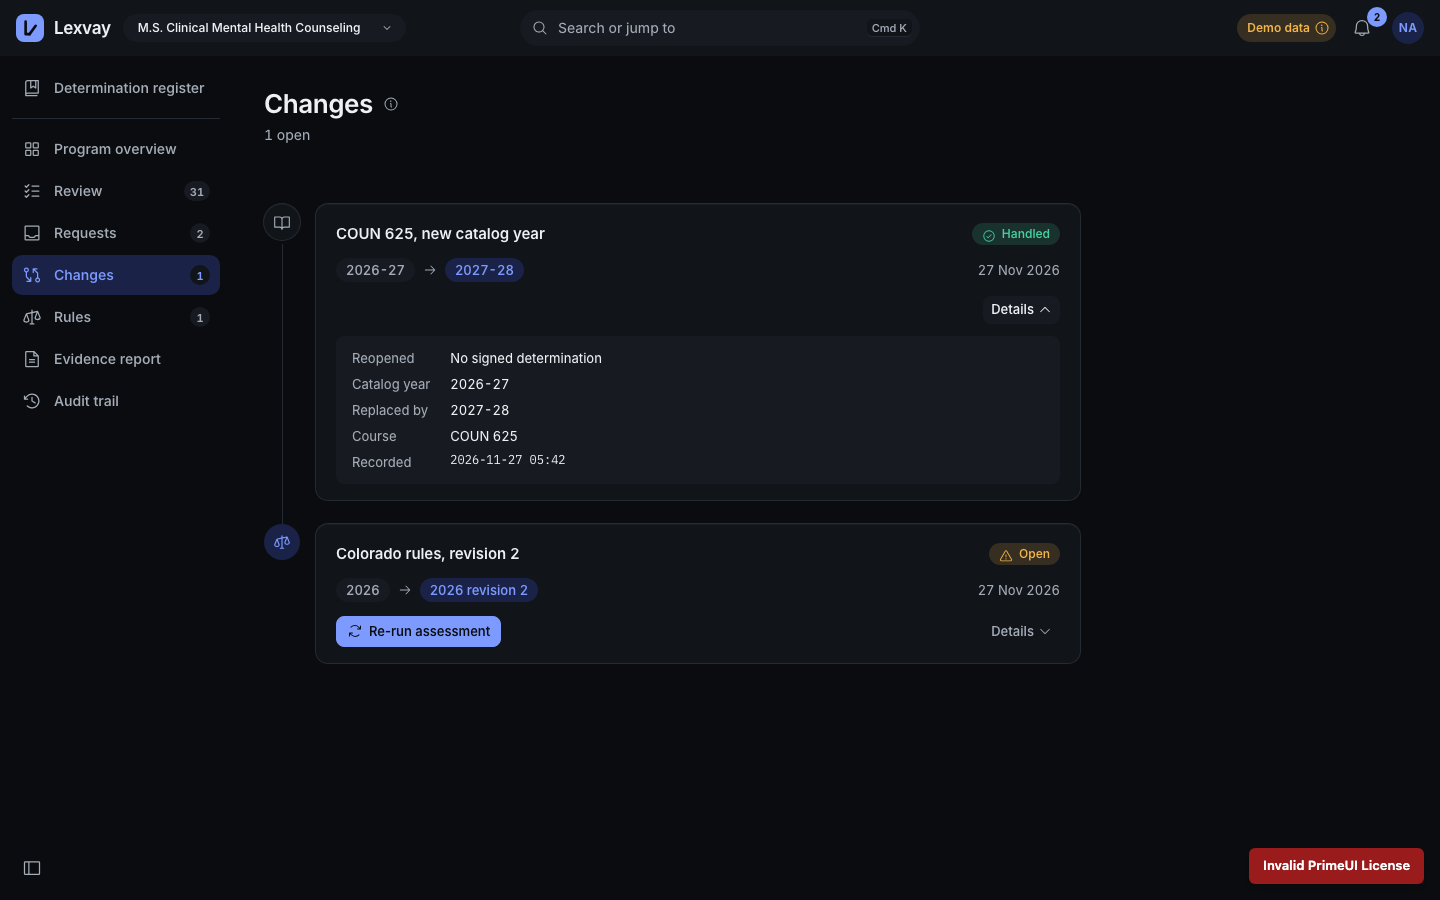 Lexvay
M.S. Clinical Mental Health Counseling
Search or jump to
Cmd K
Demo data
2
NA
Determination register
Program overview
Review 31
Requests 2
Changes 1
Rules 1
Evidence report
Audit trail
Changes
1 open
COUN 625, new catalog year
Handled
2026-27 → 2027-28
27 Nov 2026
Details
Reopened No signed determination
Catalog year 2026-27
Replaced by 2027-28
Course COUN 625
Recorded 2026-11-27 05:42
Colorado rules, revision 2
Open
2026 → 2026 revision 2
27 Nov 2026
Re-run assessment
Details
Invalid PrimeUI License